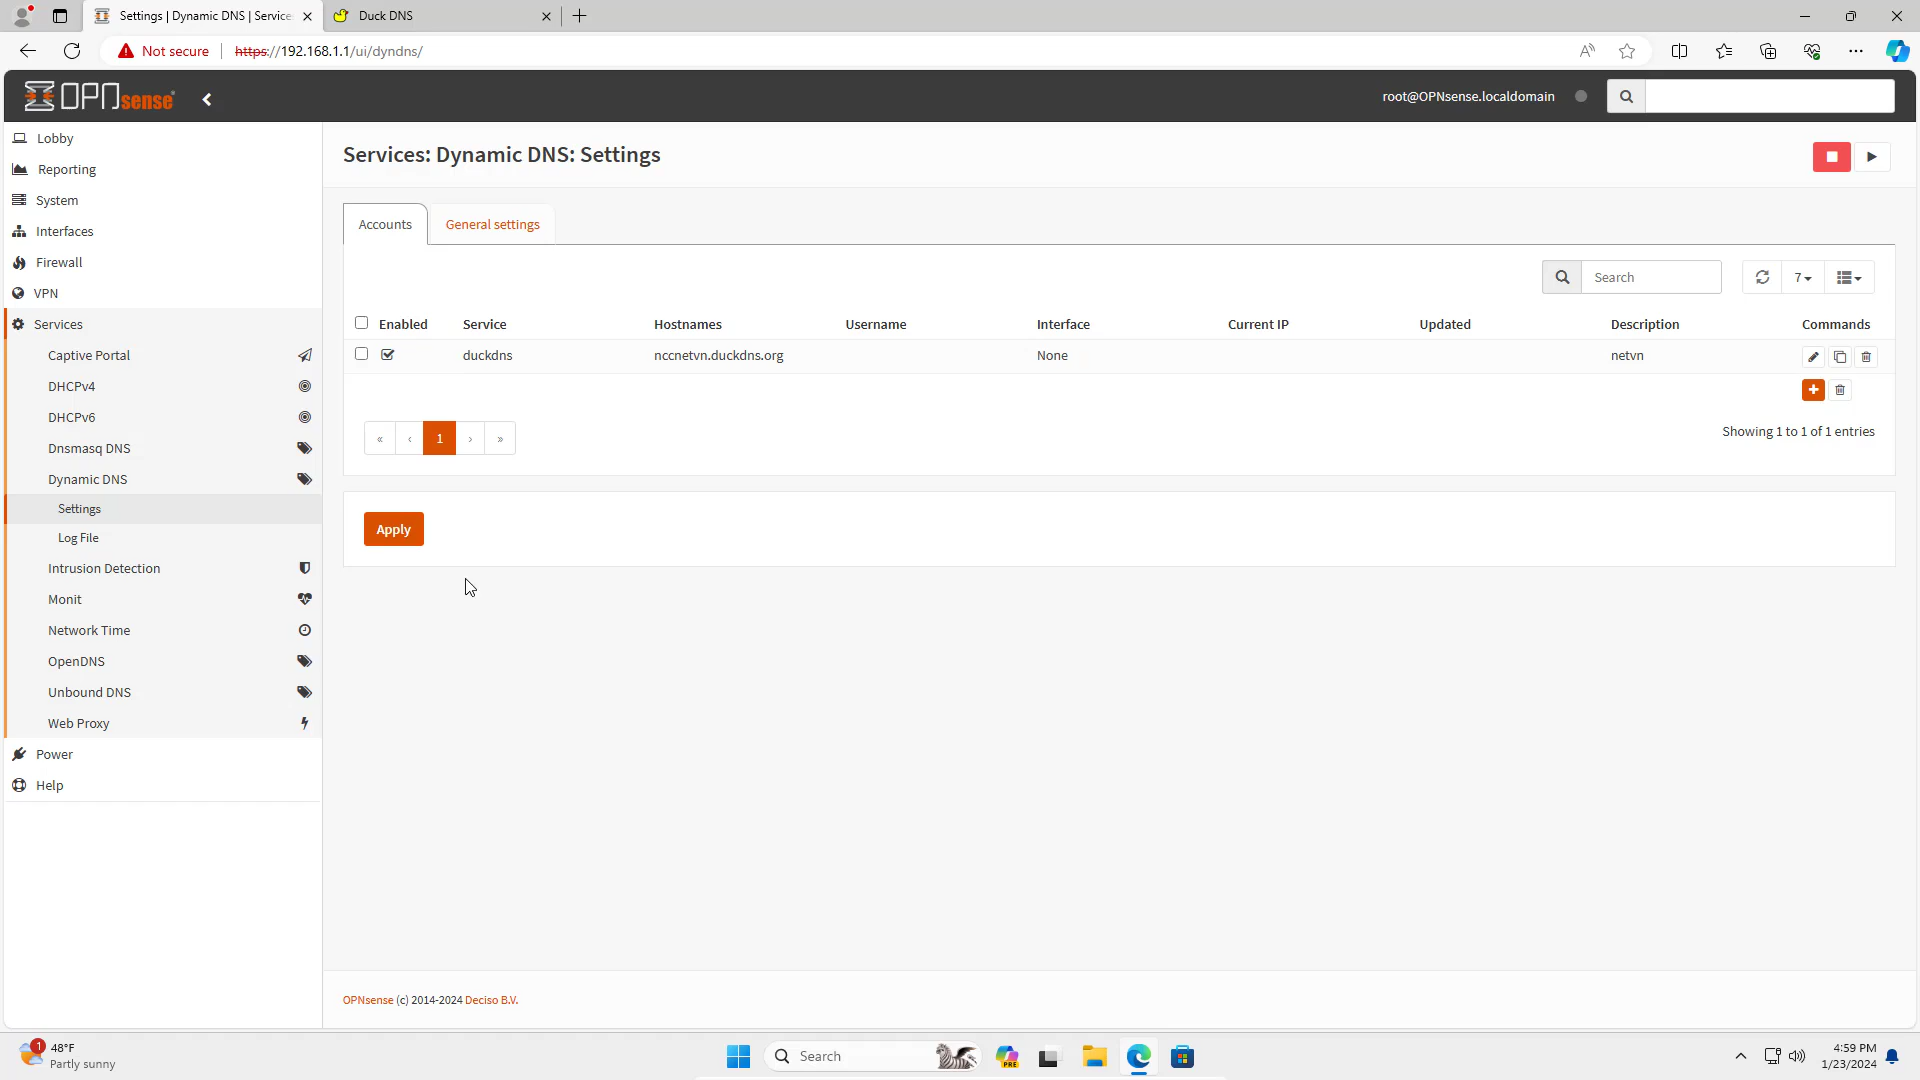 Settings | Dynamic DNS | Service
Duck DNS
Not secure
https://192.168.1.1/ui/dyndns/
OPNsense
root@OPNsense.localdomain
Lobby
Reporting
System
Interfaces
Firewall
VPN
Services
Captive Portal
DHCPv4
DHCPv6
Dnsmasq DNS
Dynamic DNS
Settings
Log File
Intrusion Detection
Monit
Network Time
OpenDNS
Unbound DNS
Web Proxy
Power
Help
Services: Dynamic DNS: Settings
Accounts
General settings
Search
7
Enabled Service Hostnames Username Interface Current IP Updated Description Commands
duckdns nccnetvn.duckdns.org None netvn
« ‹ 1 › »
Showing 1 to 1 of 1 entries
Apply
OPNsense (c) 2014-2024 Deciso B.V.
1
48°F
Partly sunny
Search
PRE
4:59 PM
1/23/2024